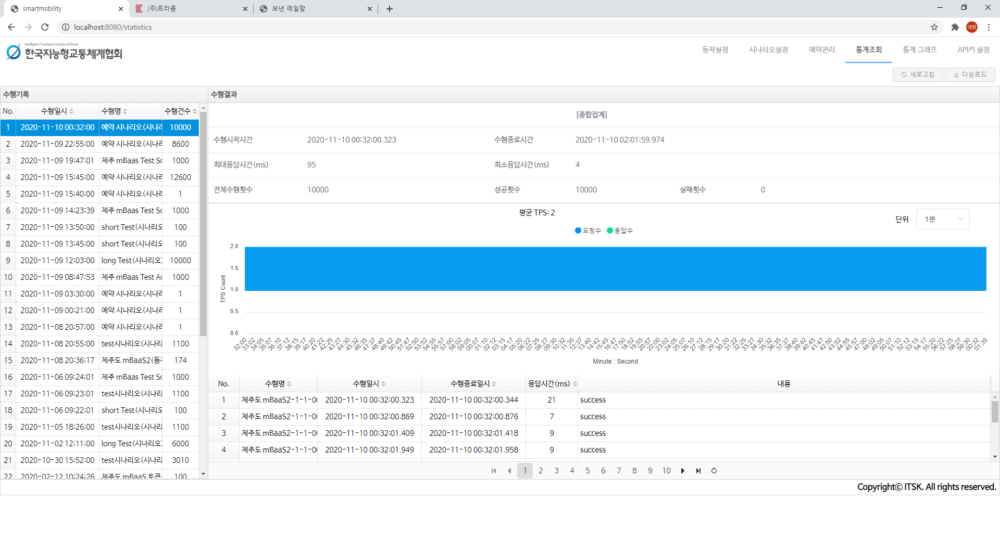 smartmobility
(주)트라콤
보낸 메일함
localhost:8080/statistics
대원
Intelligent Transport Society of Korea
한국지능형교통체계협회
동작설정 시나리오설정 예약관리 통계조회 통계 그래프 API키 설정
새로고침 다운로드
수행기록
No. 수행일시 수행명 수행건수
1 2020-11-10 00:32:00 예약 시나리오(시나리 10000
2 2020-11-09 22:55:00 예약 시나리오(시나리 8600
3 2020-11-09 19:47:01 제주 mBaas Test Sc 1000
4 2020-11-09 15:45:00 예약 시나리오(시나리 12600
5 2020-11-09 15:40:00 예약 시나리오(시나리 1
6 2020-11-09 14:23:39 제주 mBaas Test Sc 1000
7 2020-11-09 13:50:00 short Test(시나리오 100
8 2020-11-09 13:45:00 short Test(시나리오 100
9 2020-11-09 12:03:00 long Test(시나리오) 10000
10 2020-11-09 08:47:53 제주 mBaas Test Ac 1000
11 2020-11-09 03:30:00 예약 시나리오(시나리 1
12 2020-11-09 00:21:00 예약 시나리오(시나리 1
13 2020-11-08 20:57:00 예약 시나리오(시나리 1
14 2020-11-08 20:55:00 test시나리오(시나리 1100
15 2020-11-08 20:36:17 제주도 mBaaS2(동작 174
16 2020-11-06 09:24:01 제주 mBaas Test Sc 1000
17 2020-11-06 09:23:01 test시나리오(시나리 1100
18 2020-11-06 09:22:01 short Test(시나리오 100
19 2020-11-05 18:26:00 test시나리오(시나리 1100
20 2020-11-02 12:11:00 long Test(시나리오) 6000
21 2020-10-30 15:52:00 test시나리오(시나리 3010
22 2020-02-12 10:24:26 제주도 mBaaS 토큰 100
수행결과
[종합집계]
수행시작시간 2020-11-10 00:32:00.323 수행종료시간 2020-11-10 02:01:59.974
최대응답시간(ms) 95 최소응답시간(ms) 4
전체수행횟수 10000 성공횟수 10000 실패횟수 0
평균 TPS: 2
단위 1분
요청수 응답수
2.0
1.5
1.0
0.5
0.0
TPS Count
32:00 33:02 34:05 35:07 36:10 37:12 38:15 39:17 40:20 41:22 42:25 43:27 44:30 45:32 46:35 47:37 48:40 49:42 50:45 51:47 52:50 53:52 54:55 55:57 57:00 58:02 59:05 00:07 01:10 02:12 03:15 04:17 05:20 06:22 07:25 08:27 09:30 10:32 11:35 12:37 13:40 14:42 15:45 16:47 17:50 18:52 19:55 20:57 22:00 23:02 24:05 25:07 26:10 27:12 28:15 29:17 30:20 31:22 32:25 33:27 34:30 35:32 36:35 37:37 38:40 39:42 40:45 41:47 42:50 43:52 44:55 45:57 47:00 48:02 49:05 50:07 51:10 52:12 53:15 54:17 55:20 56:22 57:25 58:27 59:30 00:32 01:35
Minute : Second
No. 수행명 수행일시 수행종료일시 응답시간(ms) 내용
1 제주도 mBaaS2-1-1-00 2020-11-10 00:32:00.323 2020-11-10 00:32:00.344 21 success
2 제주도 mBaaS2-1-1-00 2020-11-10 00:32:00.869 2020-11-10 00:32:00.876 7 success
3 제주도 mBaaS2-1-1-00 2020-11-10 00:32:01.409 2020-11-10 00:32:01.418 9 success
4 제주도 mBaaS2-1-1-00 2020-11-10 00:32:01.949 2020-11-10 00:32:01.958 9 success
1 2 3 4 5 6 7 8 9 10
Copyrightⓒ ITSK. All rights reserved.